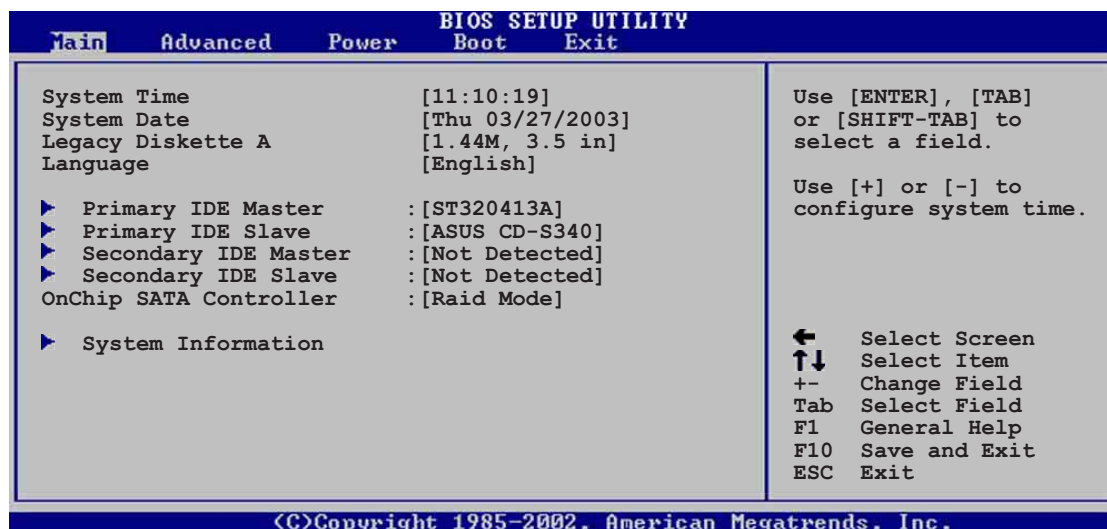 BIOS SETUP UTILITY
Main Advanced Power Boot Exit
System Time [11:10:19]
System Date [Thu 03/27/2003]
Legacy Diskette A [1.44M, 3.5 in]
Language [English]
Primary IDE Master :[ST320413A]
Primary IDE Slave :[ASUS CD-S340]
Secondary IDE Master :[Not Detected]
Secondary IDE Slave :[Not Detected]
OnChip SATA Controller :[Raid Mode]
System Information
Use [ENTER], [TAB]
or [SHIFT-TAB] to
select a field.
Use [+] or [-] to
configure system time.
← Select Screen
↑↓ Select Item
+- Change Field
Tab Select Field
F1 General Help
F10 Save and Exit
ESC Exit
(C)Copyright 1985-2002, American Megatrends, Inc.